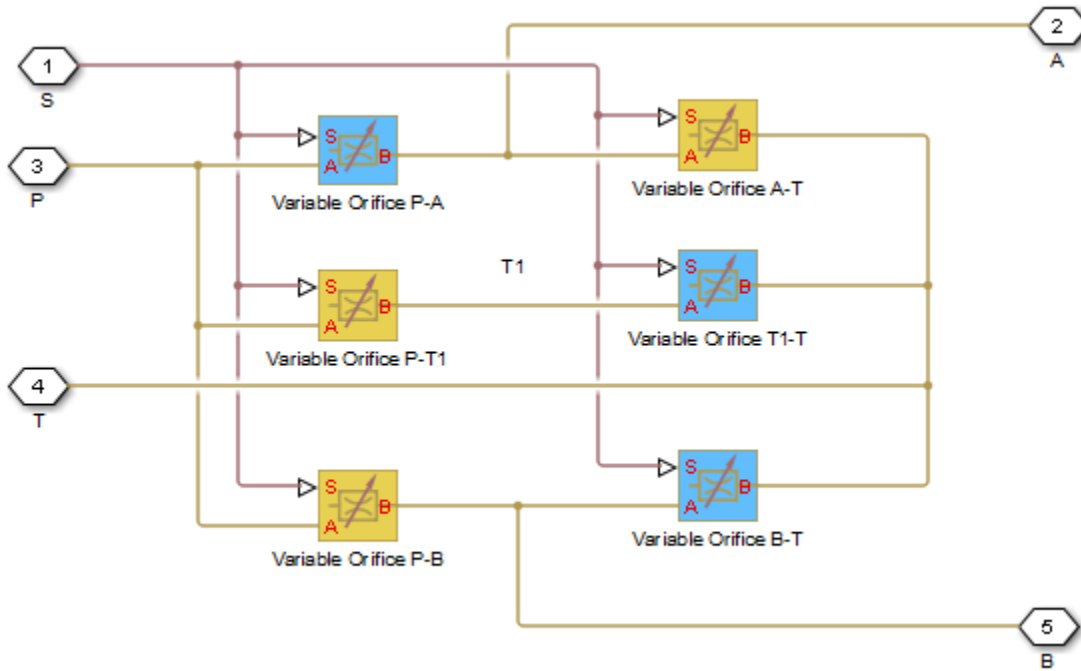 2
A
1
S
S
A
B
Variable Orifice P-A
S
A
B
Variable Orifice A-T
3
P
T1
S
A
B
Variable Orifice P-T1
S
A
B
Variable Orifice T1-T
4
T
S
A
B
Variable Orifice P-B
S
A
B
Variable Orifice B-T
5
B